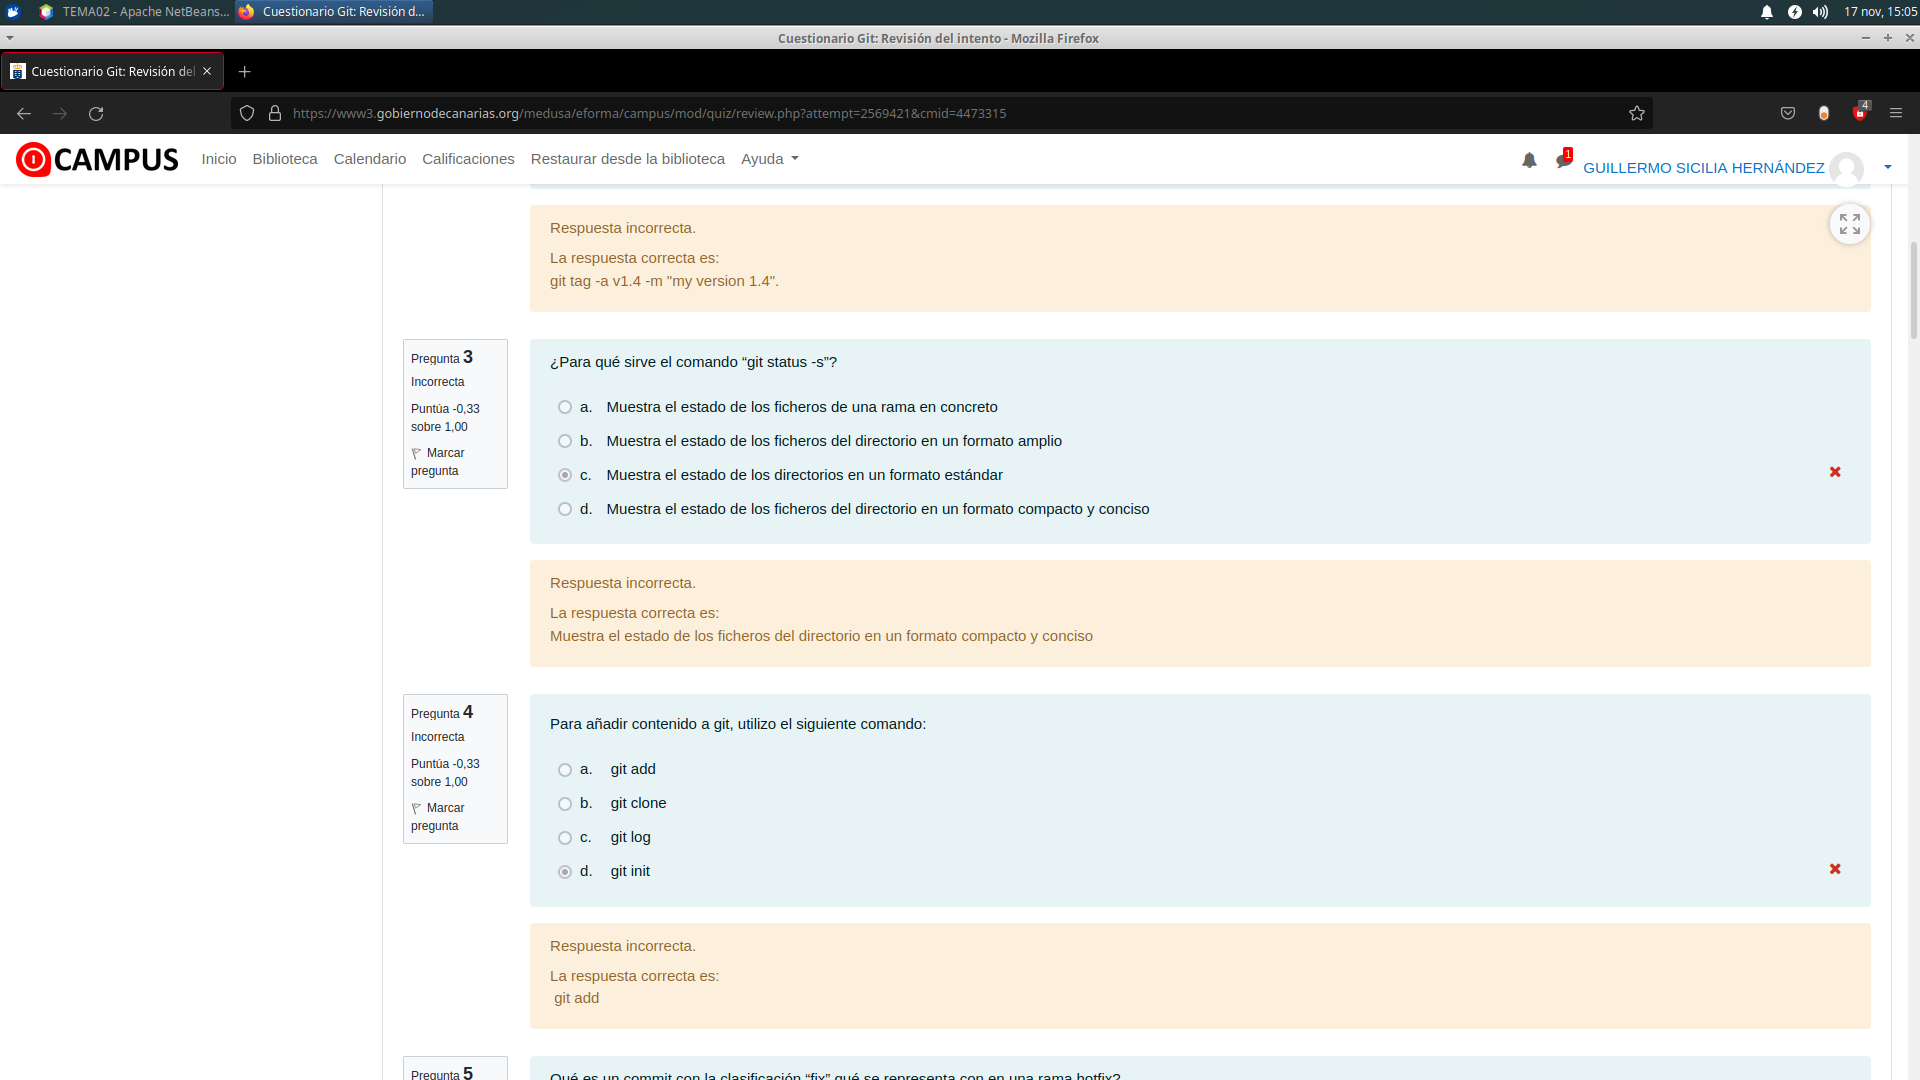 TEMA02 - Apache NetBeans...
Cuestionario Git: Revisión d...
17 nov, 15:05
Cuestionario Git: Revisión del intento - Mozilla Firefox
Cuestionario Git: Revisión del
https://www3.gobiernodecanarias.org/medusa/eforma/campus/mod/quiz/review.php?attempt=2569421&cmid=4473315
4
CAMPUS Inicio Biblioteca Calendario Calificaciones Restaurar desde la biblioteca Ayuda
1
GUILLERMO SICILIA HERNÁNDEZ
Respuesta incorrecta.
La respuesta correcta es:
git tag -a v1.4 -m "my version 1.4".
Pregunta 3
Incorrecta
Puntúa -0,33
sobre 1,00
Marcar
pregunta
¿Para qué sirve el comando “git status -s”?
a. Muestra el estado de los ficheros de una rama en concreto
b. Muestra el estado de los ficheros del directorio en un formato amplio
c. Muestra el estado de los directorios en un formato estándar
d. Muestra el estado de los ficheros del directorio en un formato compacto y conciso
Respuesta incorrecta.
La respuesta correcta es:
Muestra el estado de los ficheros del directorio en un formato compacto y conciso
Pregunta 4
Incorrecta
Puntúa -0,33
sobre 1,00
Marcar
pregunta
Para añadir contenido a git, utilizo el siguiente comando:
a. git add
b. git clone
c. git log
d. git init
Respuesta incorrecta.
La respuesta correcta es:
git add
Pregunta 5
Qué es un commit con la clasificación “fix” qué se representa con en una rama hotfix?